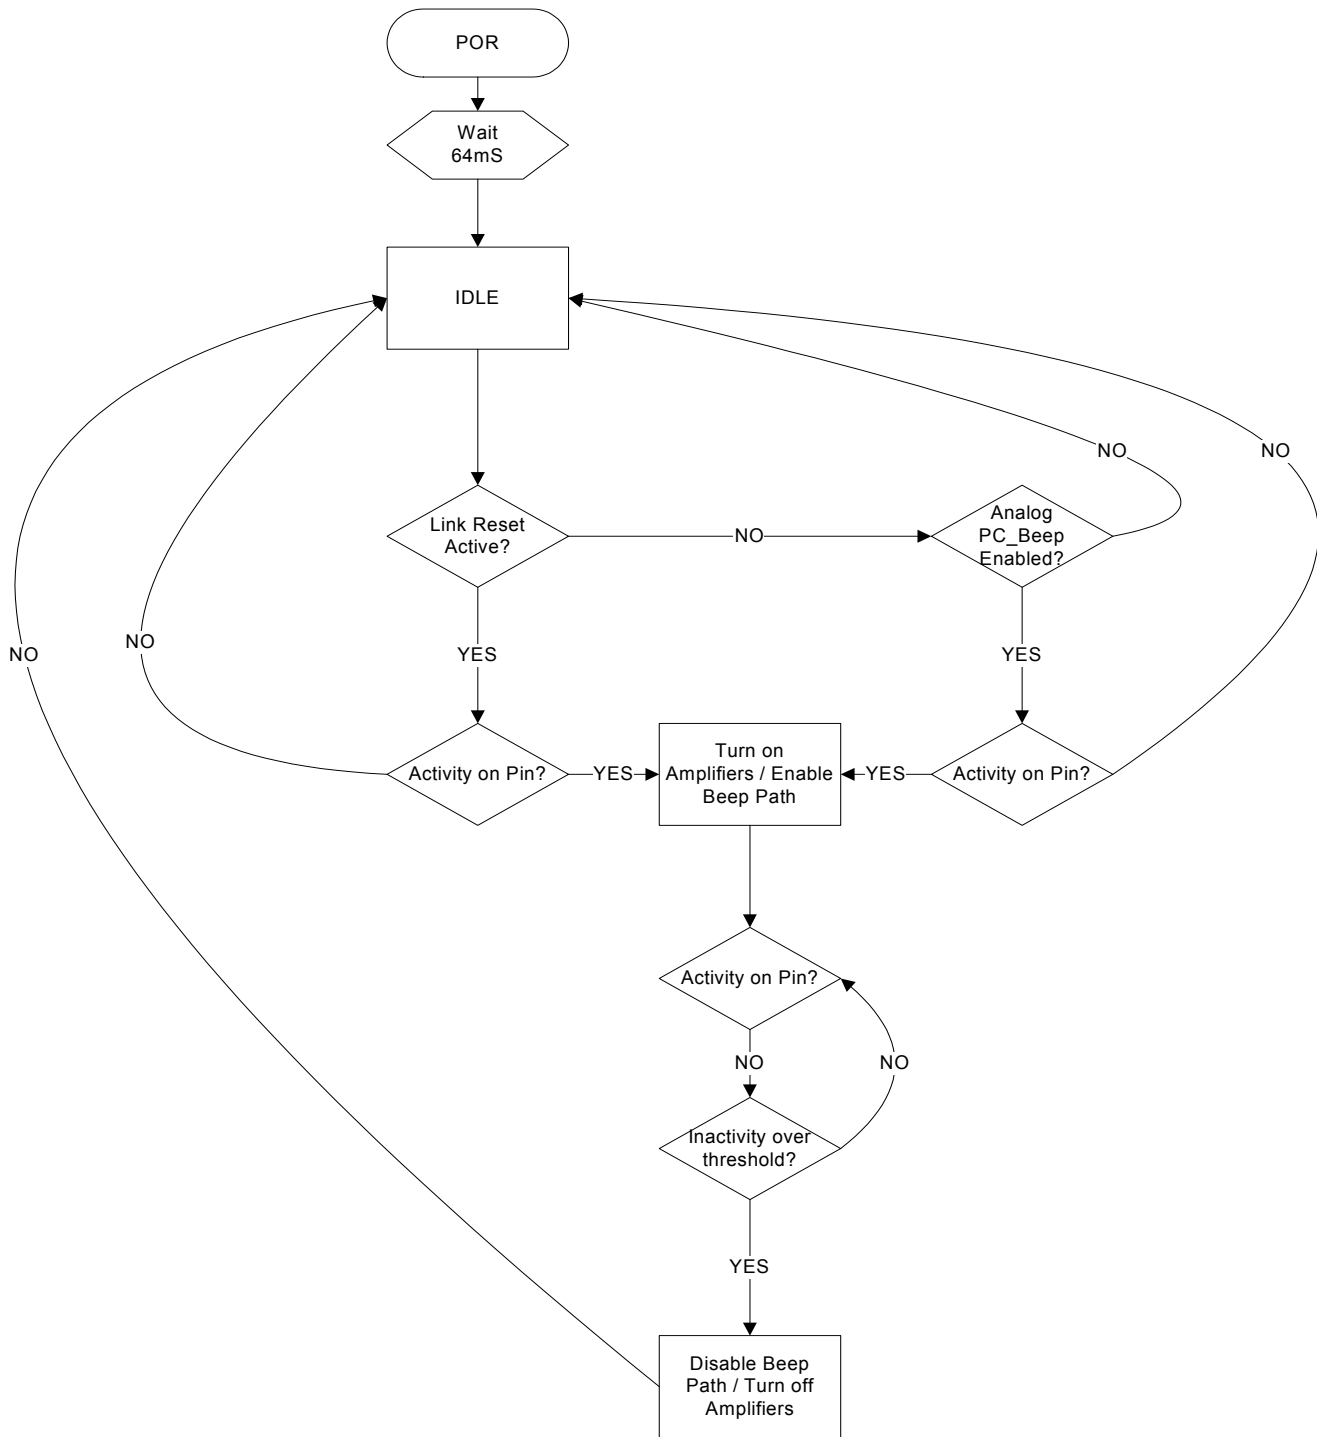 POR
Wait
64mS
IDLE
NO
NO
Link Reset
Active?
NO
Analog
PC_Beep
Enabled?
NO
NO
YES
YES
Activity on Pin?
YES
Turn on
Amplifiers / Enable
Beep Path
YES
Activity on Pin?
Activity on Pin?
NO
NO
Inactivity over
threshold?
YES
Disable Beep
Path / Turn off
Amplifiers